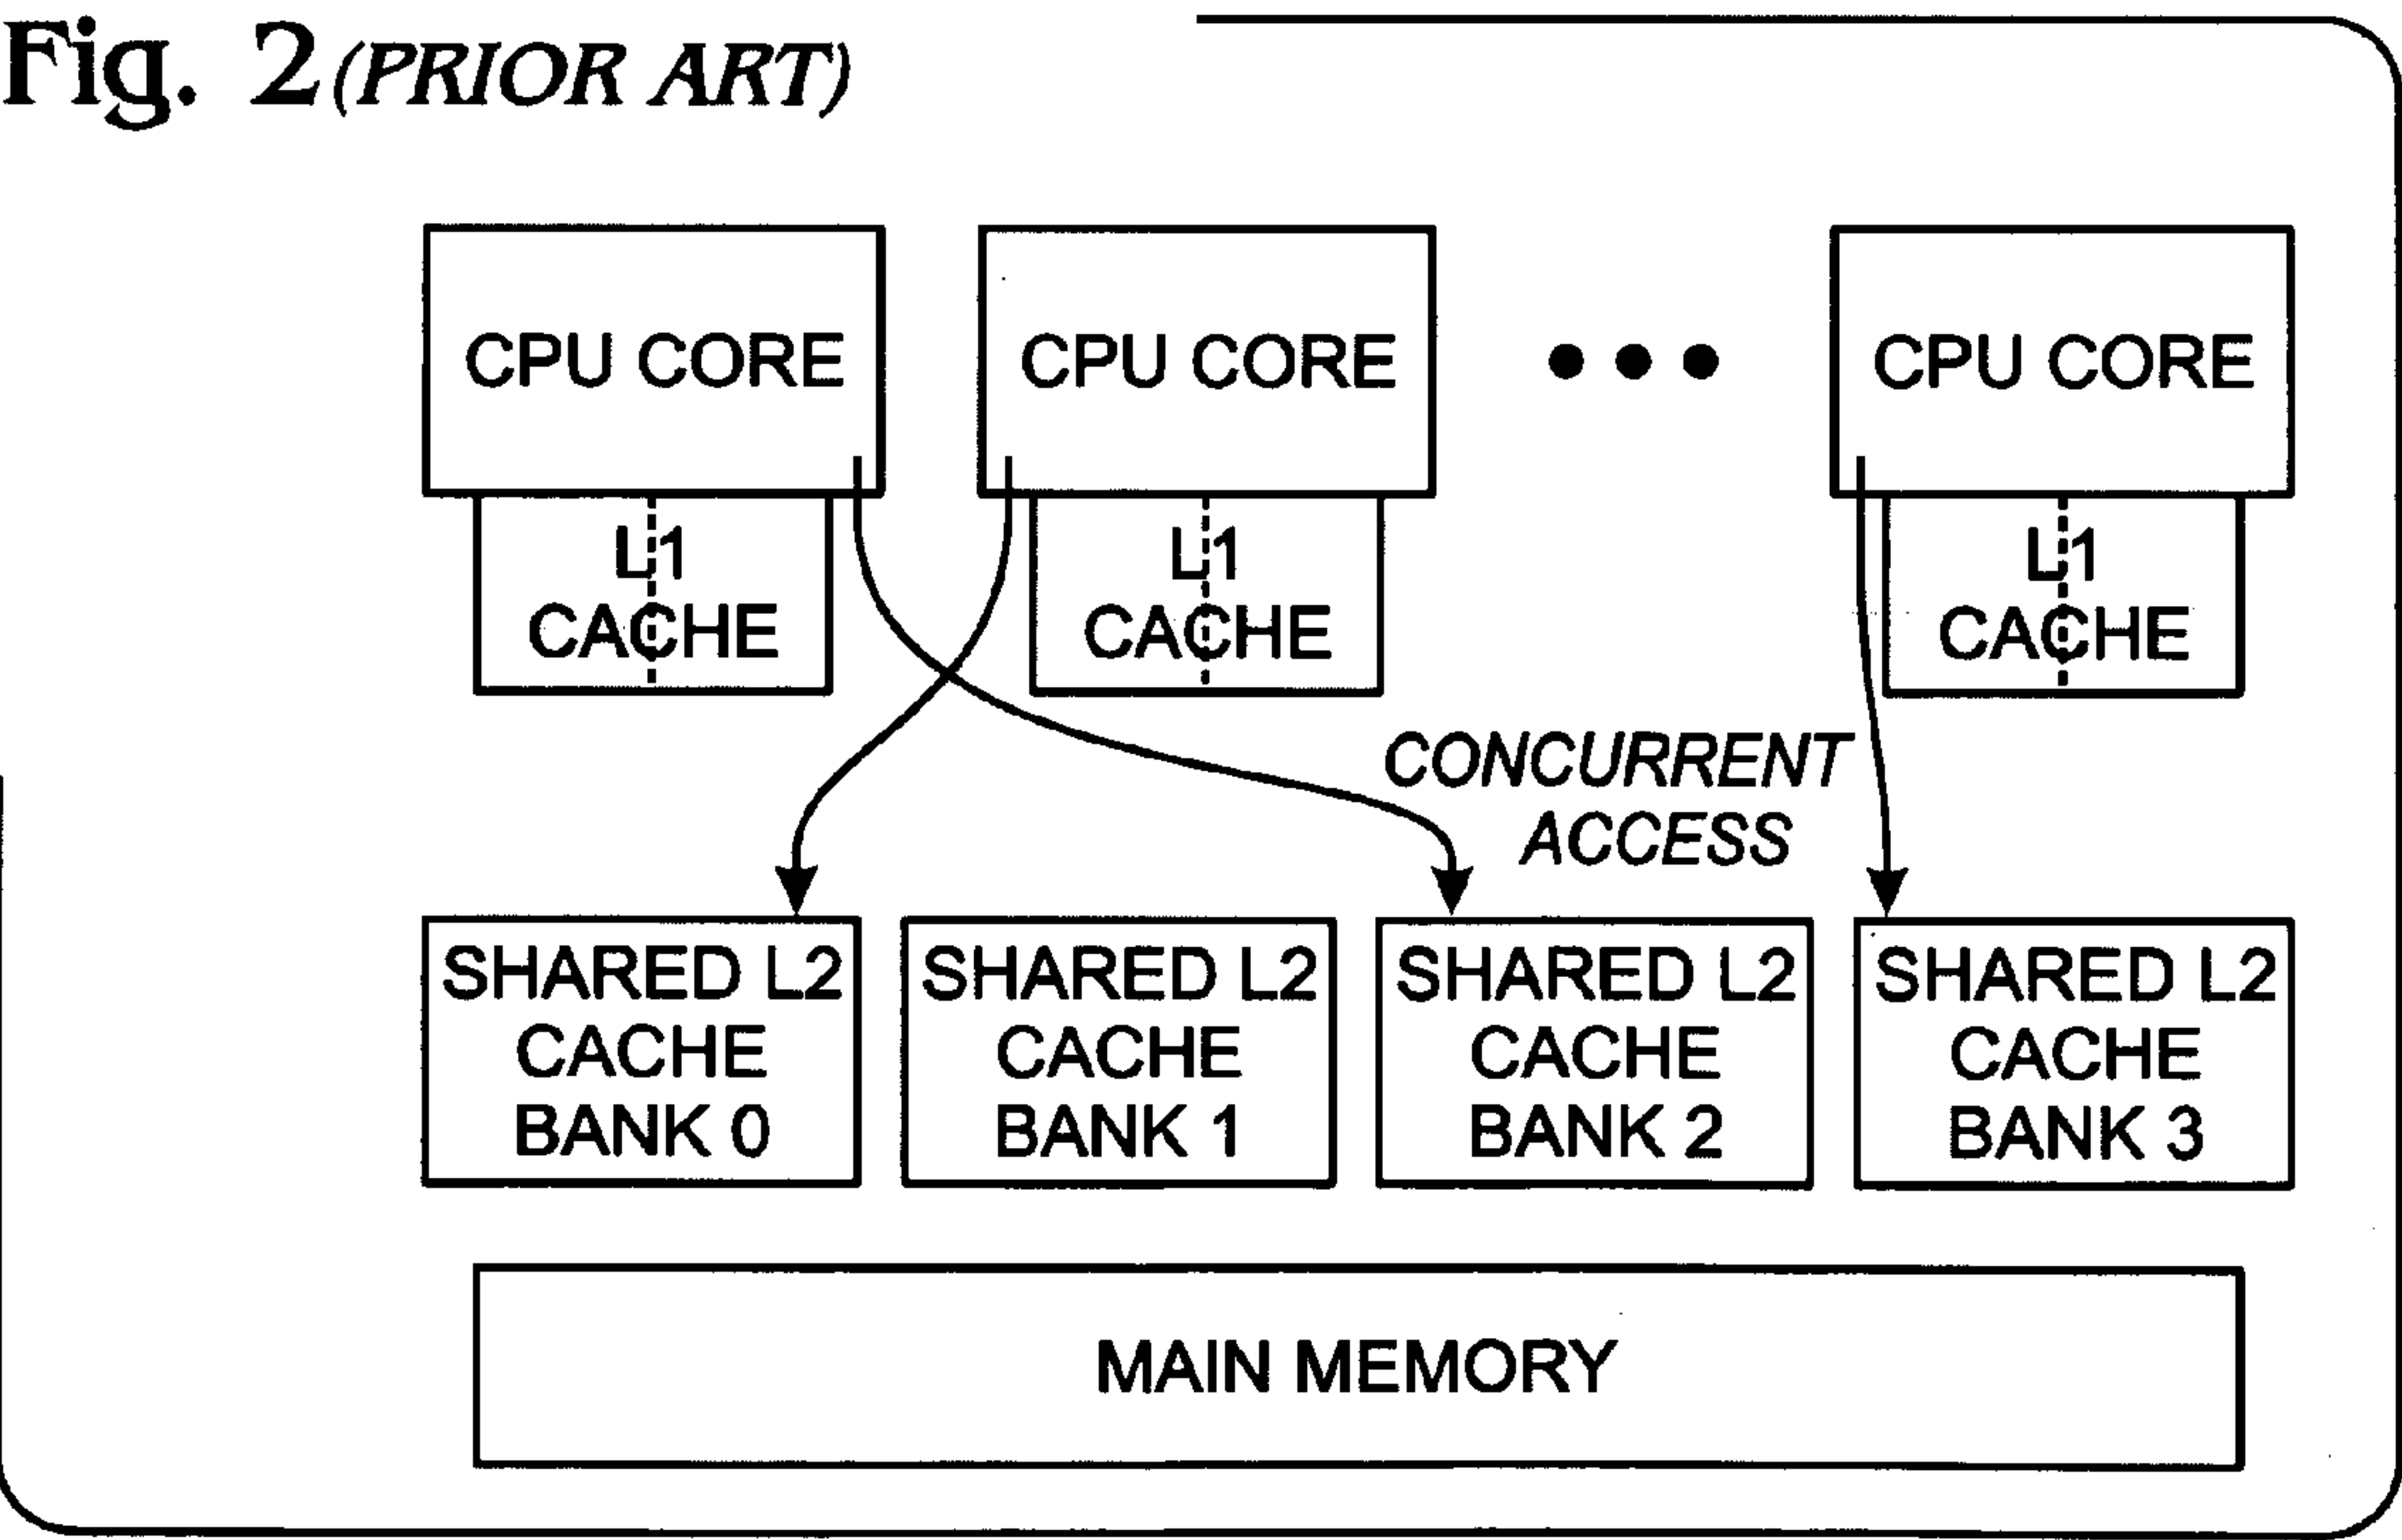 Fig. 2 (PRIOR ART)
CPU CORE
CPU CORE
CPU CORE
L1
CACHE
L1
CACHE
L1
CACHE
CONCURRENT
ACCESS
SHARED L2
CACHE
BANK 0
SHARED L2
CACHE
BANK 1
SHARED L2
CACHE
BANK 2
SHARED L2
CACHE
BANK 3
MAIN MEMORY